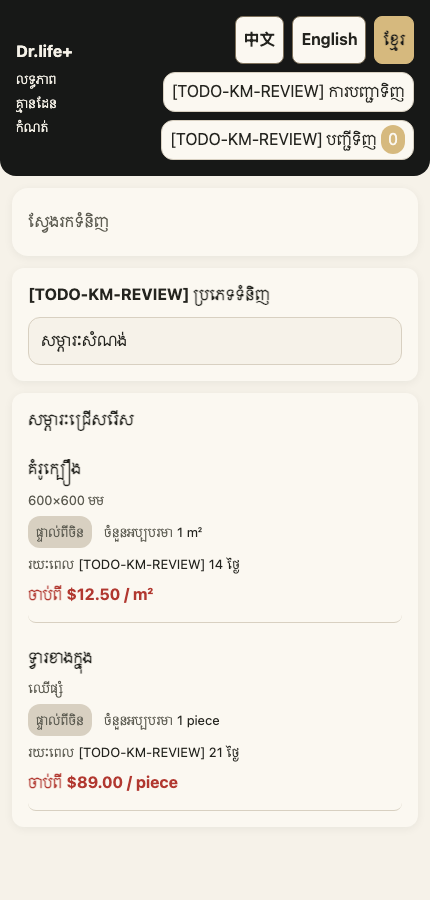 Dr.life+
លទ្ធភាព
គ្មានដែន
កំណត់
中文
English
ខ្មែរ
[TODO-KM-REVIEW] ការបញ្ជាទិញ
[TODO-KM-REVIEW] បញ្ជីទិញ 0
ស្វែងរកទំនិញ
[TODO-KM-REVIEW] ប្រភេទទំនិញ
សម្ភារៈសំណង់
សម្ភារៈជ្រើសរើស
គំរូក្បឿង
600×600 មម
ផ្ទាល់ពីចិន ចំនួនអប្បបរមា 1 m²
រយៈពេល [TODO-KM-REVIEW] 14 ថ្ងៃ
ចាប់ពី $12.50 / m²
ទ្វារខាងក្នុង
ឈើផ្សំ
ផ្ទាល់ពីចិន ចំនួនអប្បបរមា 1 piece
រយៈពេល [TODO-KM-REVIEW] 21 ថ្ងៃ
ចាប់ពី $89.00 / piece